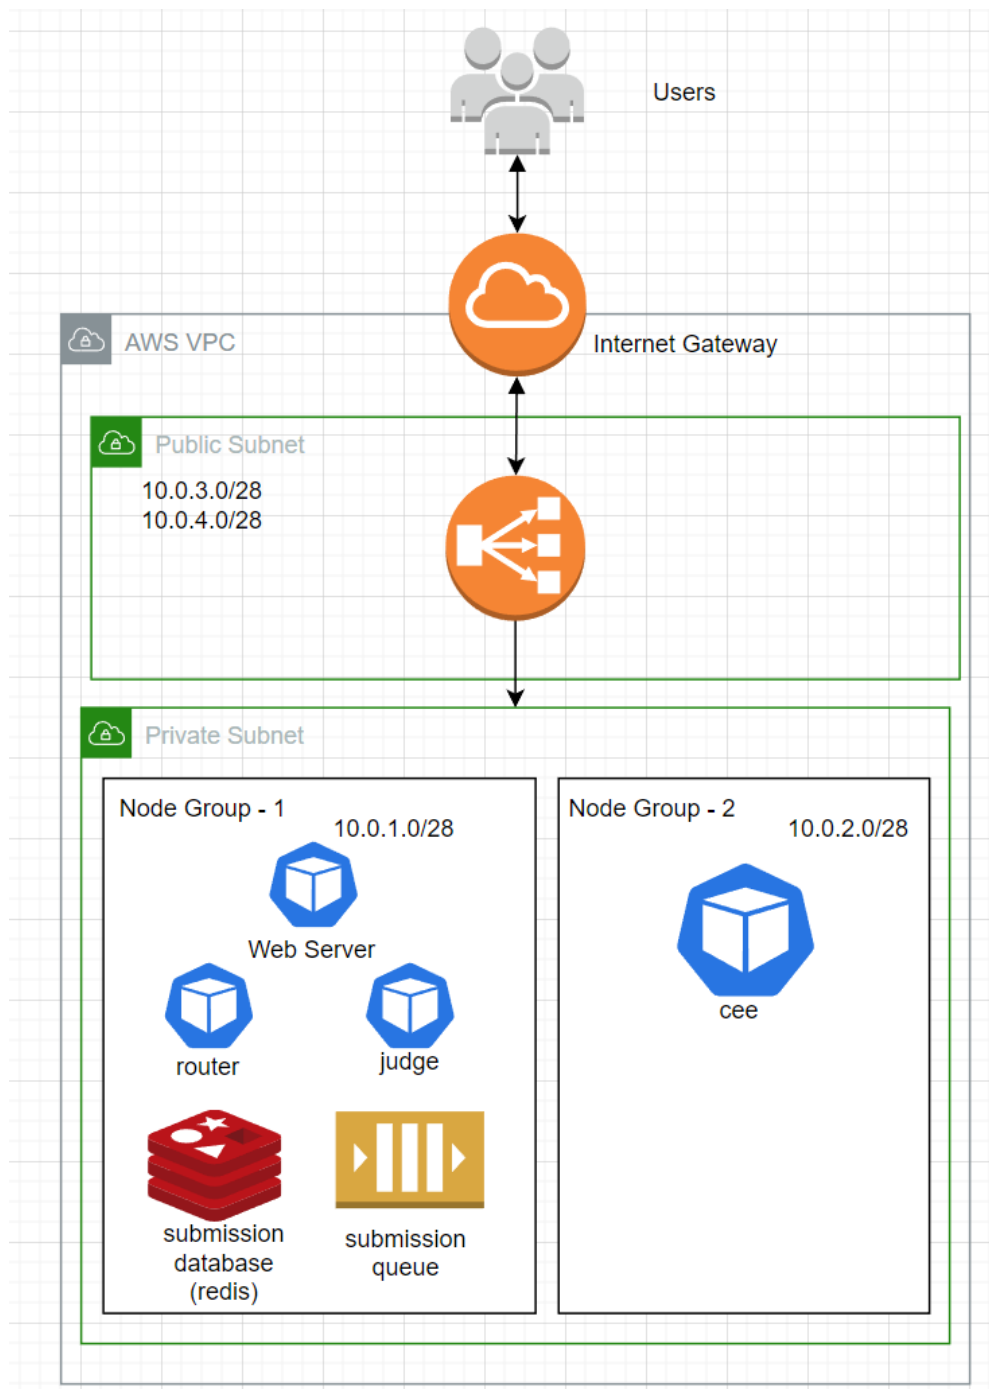 Users
Internet Gateway
AWS VPC
Public Subnet
10.0.3.0/28
10.0.4.0/28
Private Subnet
Node Group - 1
10.0.1.0/28
Web Server
router
judge
submission
database
(redis)
submission
queue
Node Group - 2
10.0.2.0/28
cee